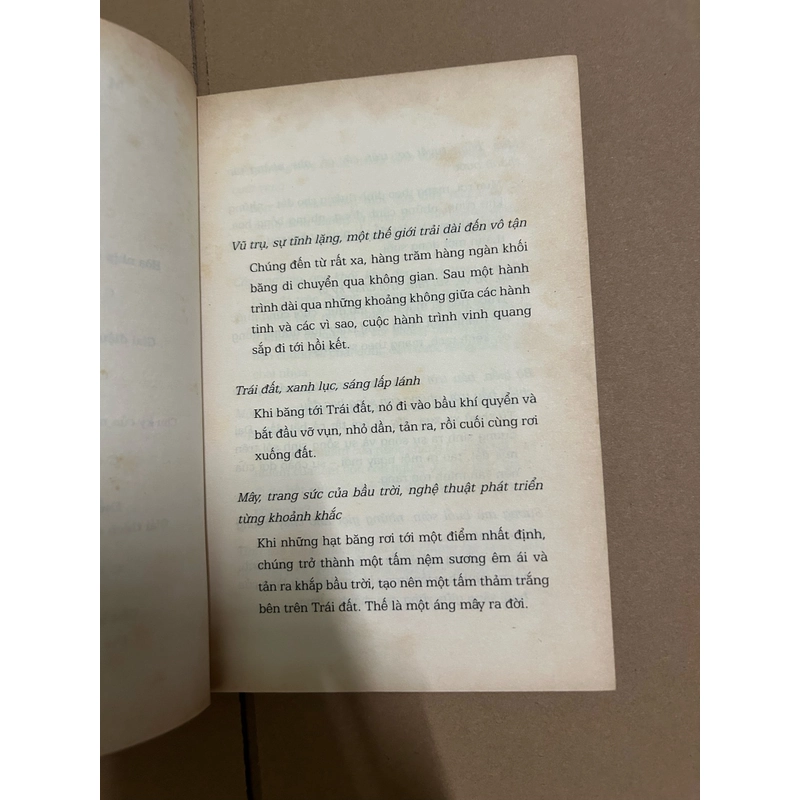 Vũ trụ, sự tĩnh lặng, một thế giới trải dài đến vô tận
Chúng đến từ rất xa, hàng trăm hàng ngàn khối
băng di chuyển qua không gian. Sau một hành
trình dài qua những khoảng không giữa các hành
tinh và các vì sao, cuộc hành trình vinh quang
sắp đi tới hồi kết.
Trái đất, xanh lục, sáng lấp lánh
Khi băng tới Trái đất, nó đi vào bầu khí quyển và
bắt đầu vỡ vụn, nhỏ dần, tản ra, rồi cuối cùng rơi
xuống đất.
Mây, trang sức của bầu trời, nghệ thuật phát triển
từng khoảnh khắc
Khi những hạt băng rơi tới một điểm nhất định,
chúng trở thành một tấm nệm sương êm ái và
tản ra khắp bầu trời, tạo nên một tấm thảm trắng
bên trên Trái đất. Thế là một áng mây ra đời.